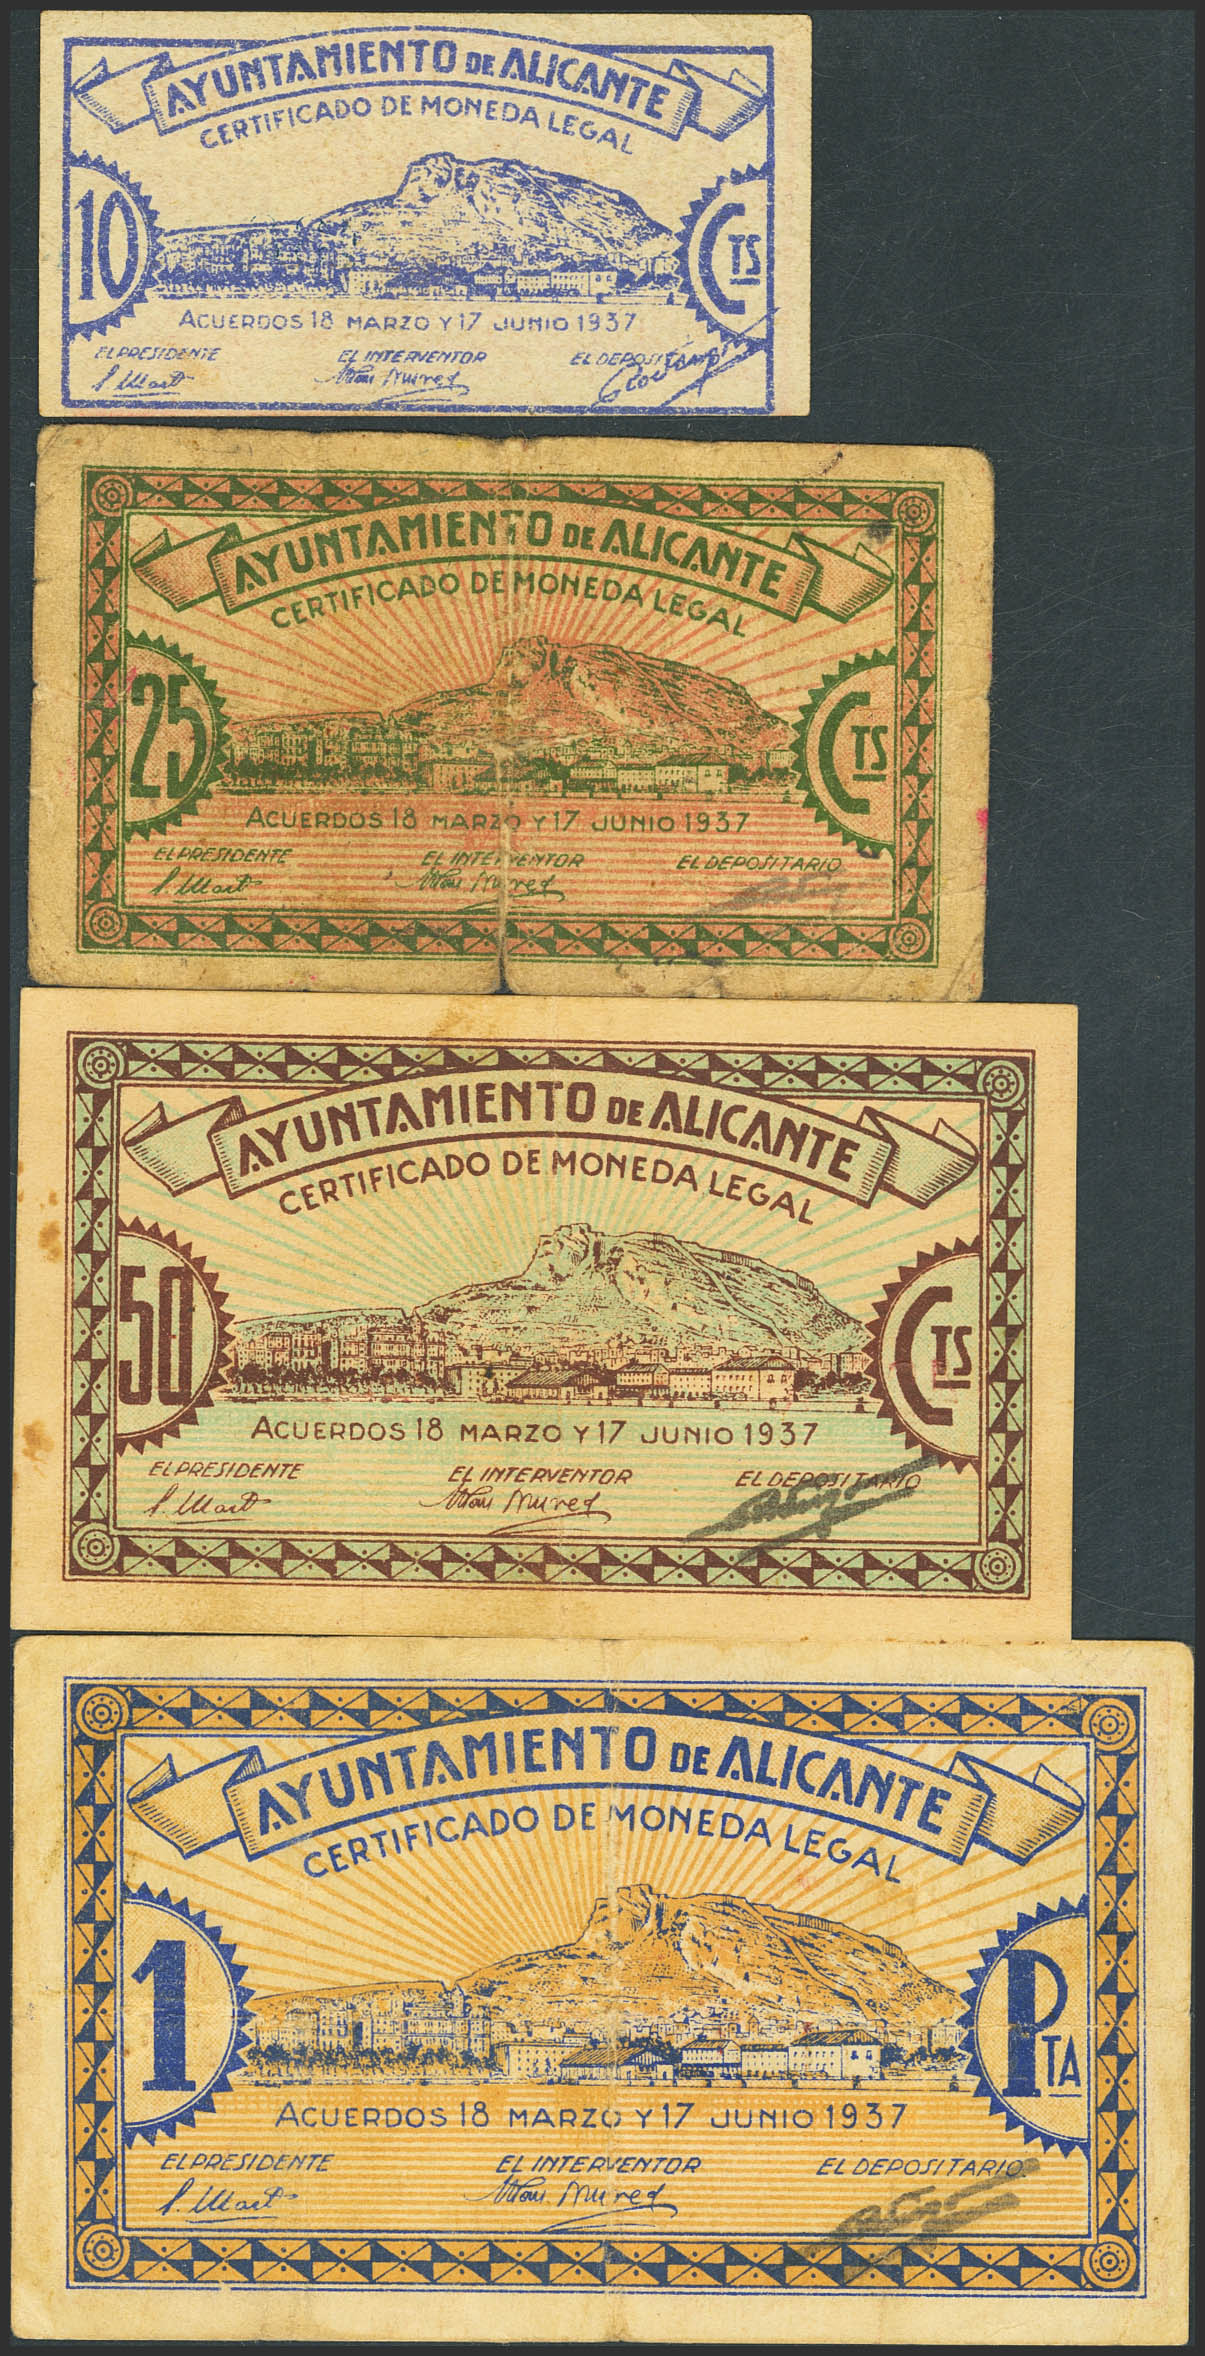 AYUNTAMIENTO DE ALICANTE
CERTIFICADO DE MONEDA LEGAL
10 CTS
ACUERDOS 18 MARZO Y 17 JUNIO 1937
EL PRESIDENTE EL INTERVENTOR EL DEPOSITARIO
AYUNTAMIENTO DE ALICANTE
CERTIFICADO DE MONEDA LEGAL
25 CTS
ACUERDOS 18 MARZO Y 17 JUNIO 1937
EL PRESIDENTE EL INTERVENTOR EL DEPOSITARIO
AYUNTAMIENTO DE ALICANTE
CERTIFICADO DE MONEDA LEGAL
50 CTS
ACUERDOS 18 MARZO Y 17 JUNIO 1937
EL PRESIDENTE EL INTERVENTOR EL DEPOSITARIO
AYUNTAMIENTO DE ALICANTE
CERTIFICADO DE MONEDA LEGAL
1 PTA
ACUERDOS 18 MARZO Y 17 JUNIO 1937
EL PRESIDENTE EL INTERVENTOR EL DEPOSITARIO